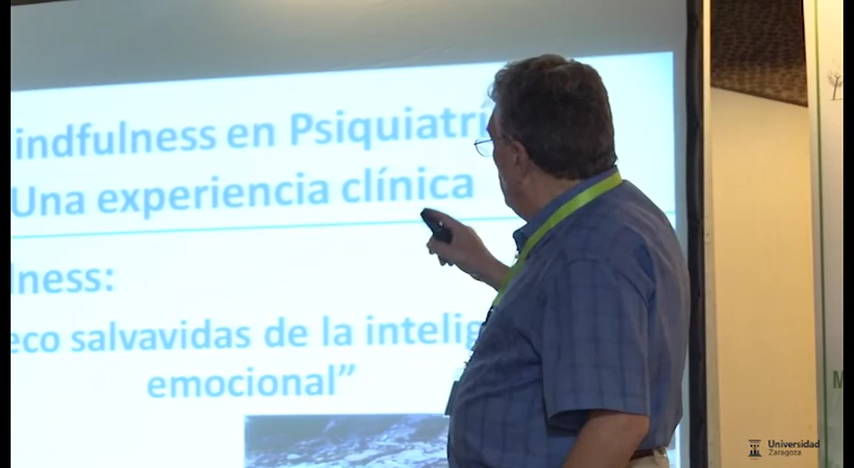 indfulness en Psiquiatrí
Una experiencia clínica
lness:
eco salvavidas de la intelig
emocional”
M
Universidad
Zaragoza